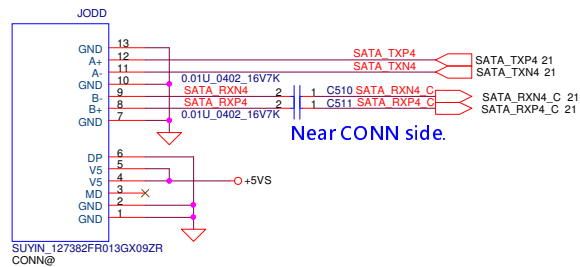 JODD
GND 13
A+ 12 SATA_TXP4 SATA_TXP4 21
A- 11 SATA_TXN4 SATA_TXN4 21
GND 10 0.01U_0402_16V7K
B- 9 SATA_RXN4 2 1 C510 SATA_RXN4_C SATA_RXN4_C 21
B+ 8 SATA_RXP4 2 1 C511 SATA_RXP4_C SATA_RXP4_C 21
GND 7 0.01U_0402_16V7K
Near CONN side.
DP 6
V5 5
V5 4 +5VS
MD 3
GND 2
GND 1
SUYIN_127382FR013GX09ZR
CONN@